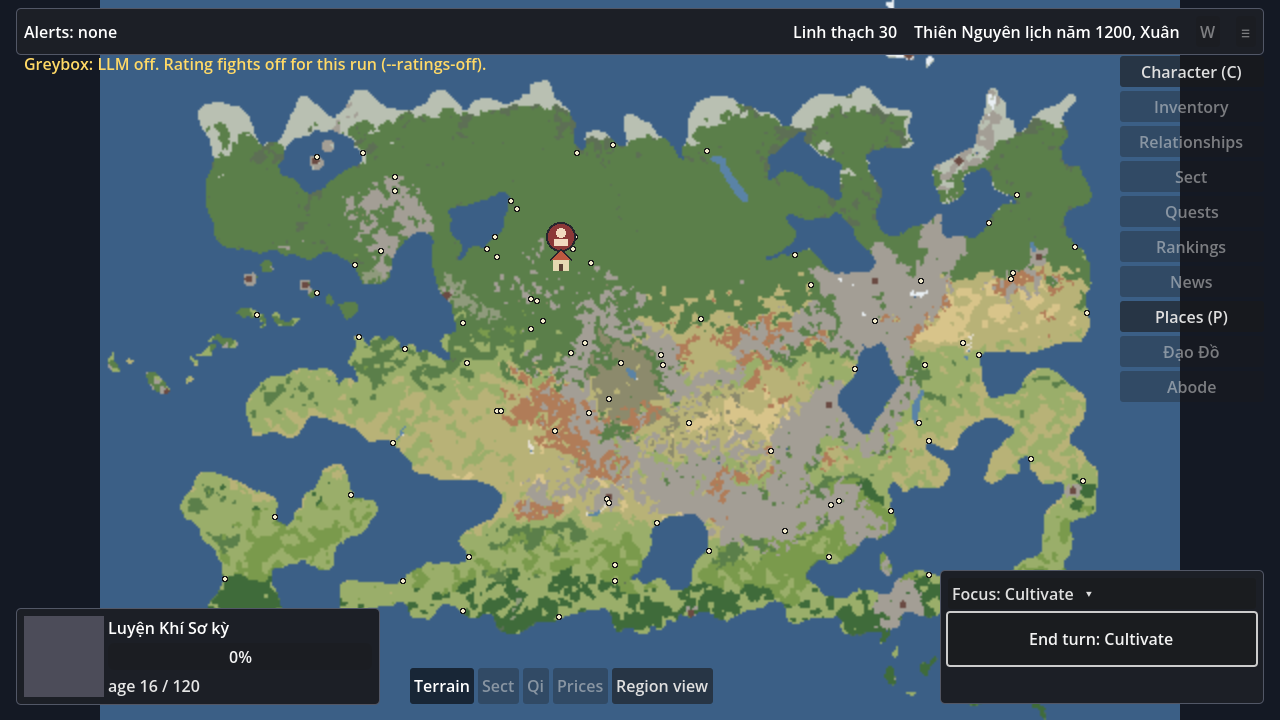 Alerts: none
Linh thạch 30 Thiên Nguyên lịch năm 1200, Xuân W ≡
Greybox: LLM off. Rating fights off for this run (--ratings-off).
Character (C)
Inventory
Relationships
Sect
Quests
Rankings
News
Places (P)
Đạo Đồ
Abode
Focus: Cultivate ▾
End turn: Cultivate
Luyện Khí Sơ kỳ
0%
age 16 / 120
Terrain Sect Qi Prices Region view